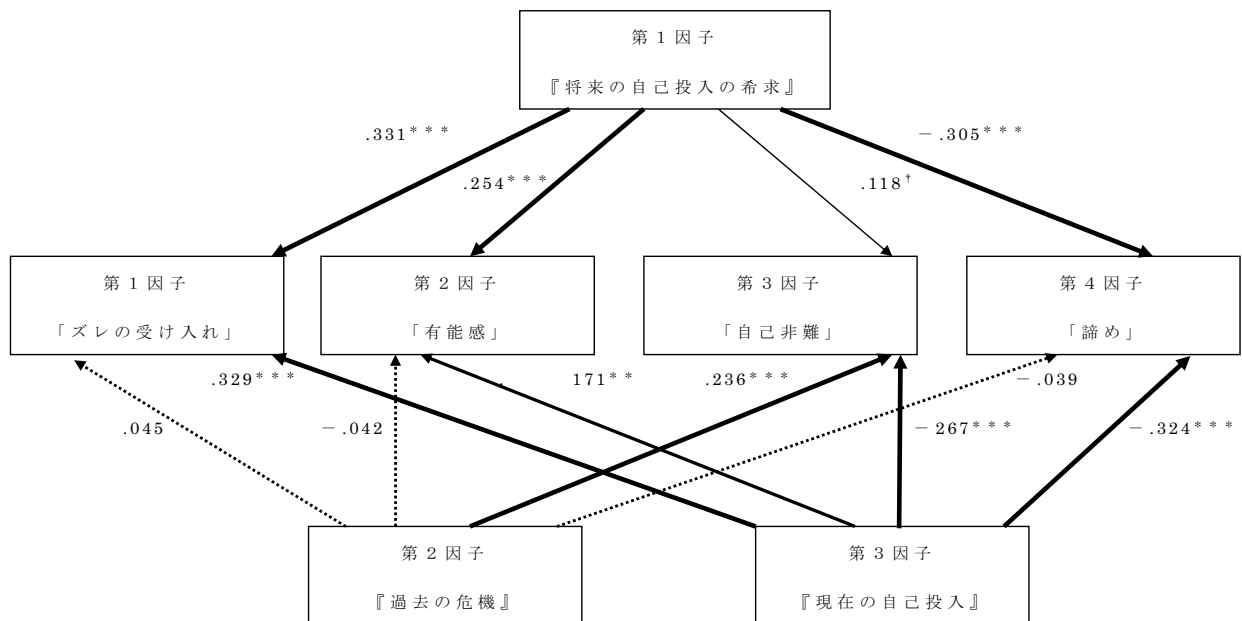 第1因子
『将来の自己投入の希求』
.331***
－.305***
.254***
.118†
第1因子
「ズレの受け入れ」
第2因子
「有能感」
第3因子
「自己非難」
第4因子
「諦め」
.329***
.171**
.236***
－.039
.045
－.042
－267***
－.324***
第2因子
『過去の危機』
第3因子
『現在の自己投入』